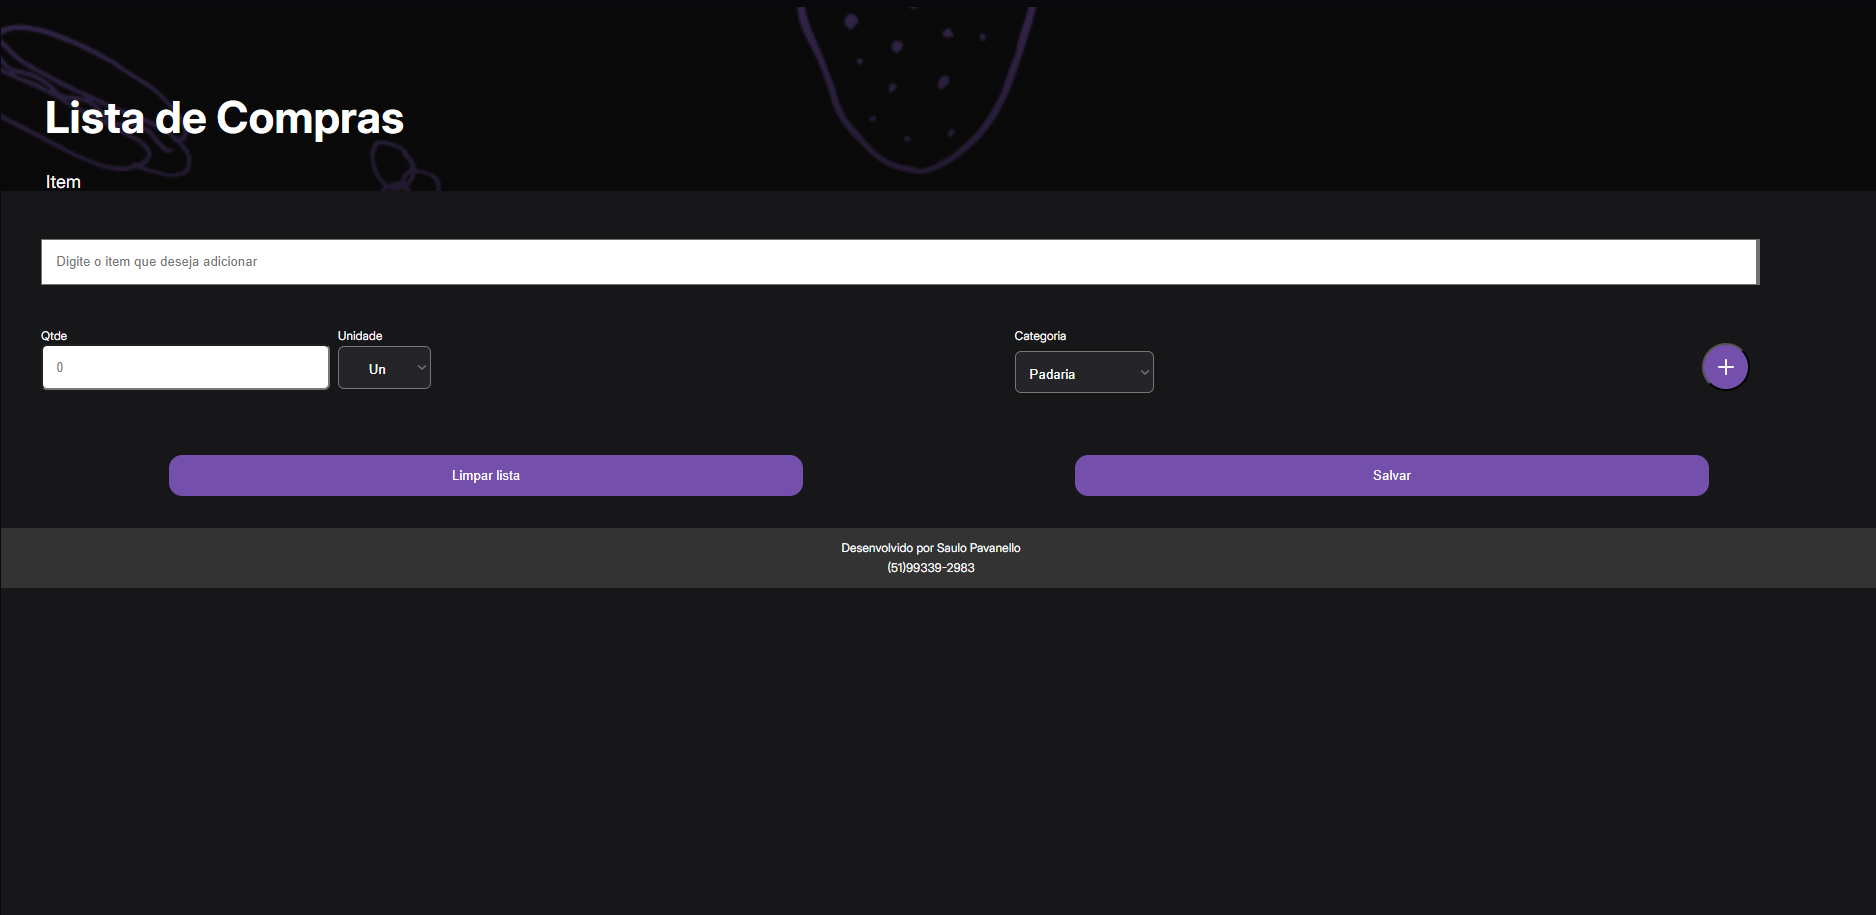 Lista de Compras
Item
Digite o item que deseja adicionar
Qtde
Unidade
Categoria
0
Un
Padaria
+
Limpar lista
Salvar
Desenvolvido por Saulo Pavanello
(51)99339-2983